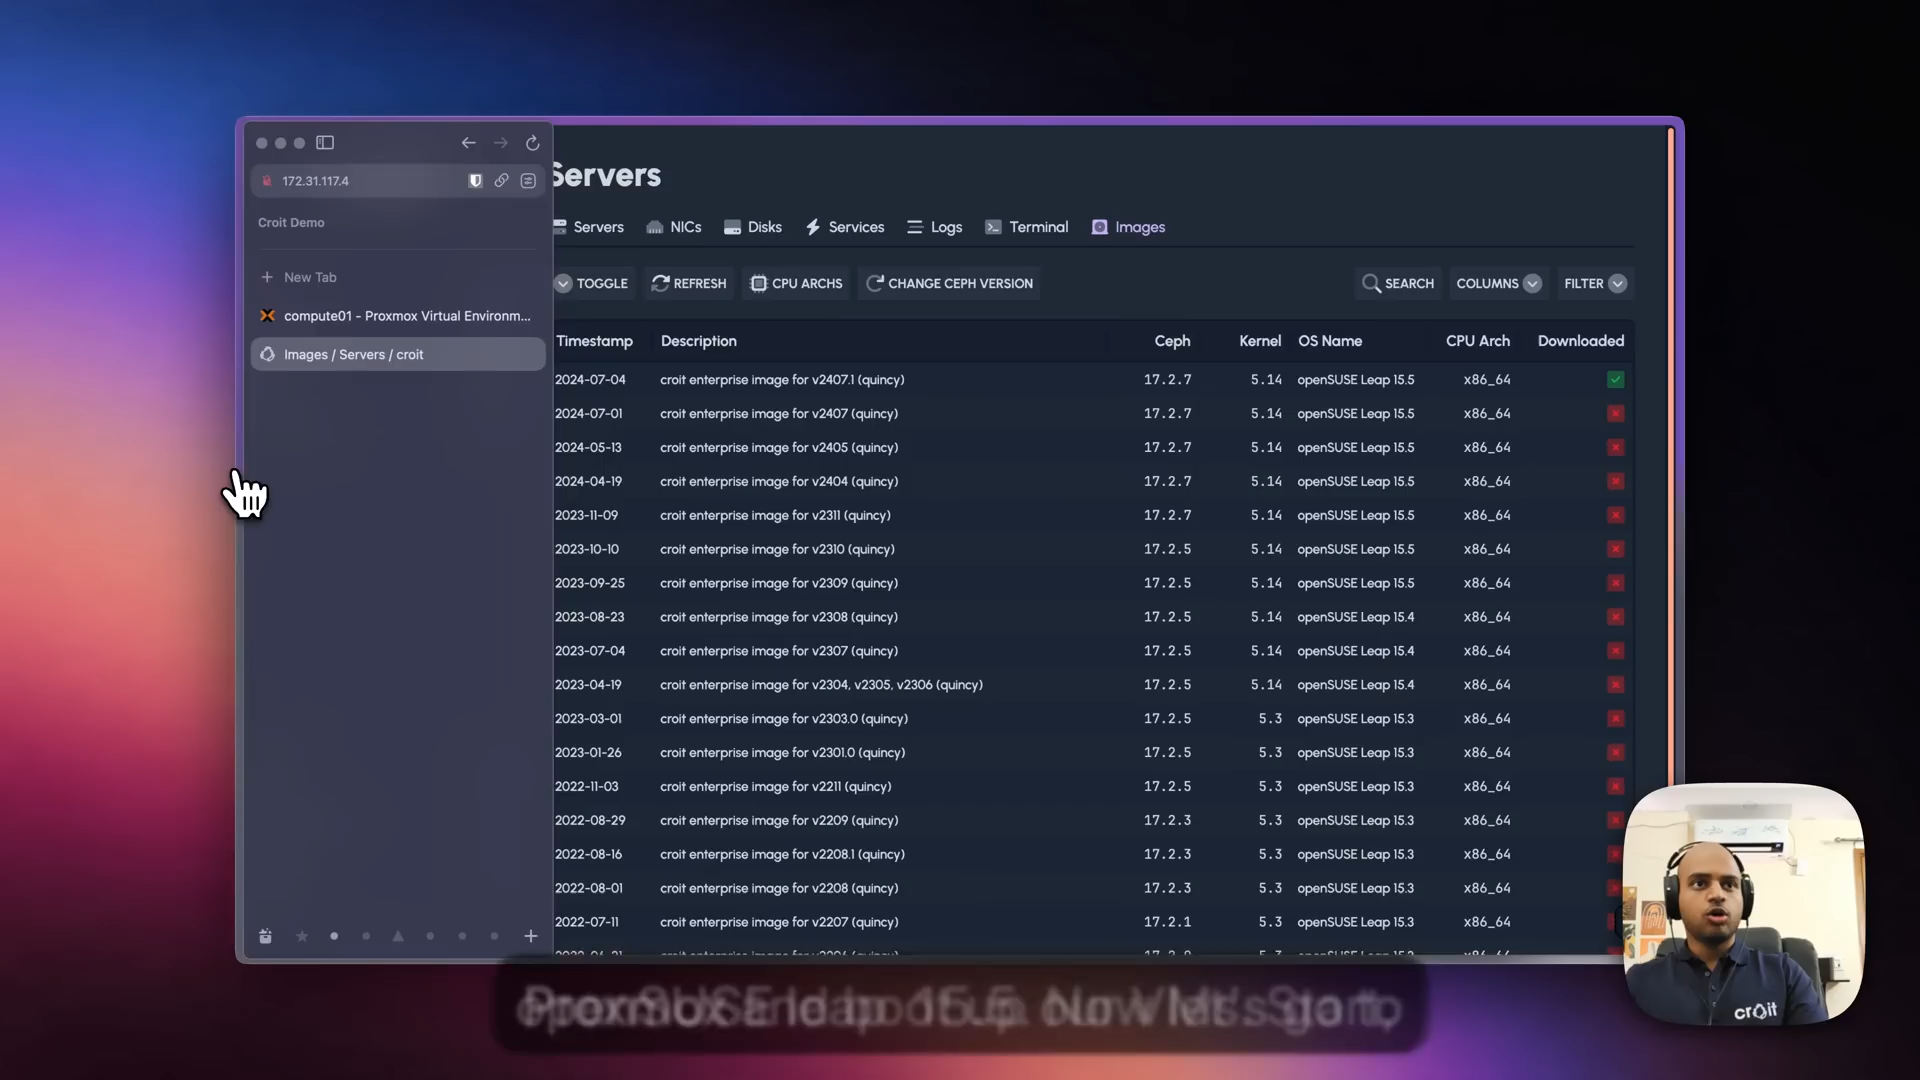 172.31.117.4
Croit Demo
New Tab
compute01 - Proxmox Virtual Environm...
Images / Servers / croit
Servers
Servers NICs Disks Services Logs Terminal Images
TOGGLE REFRESH CPU ARCHS CHANGE CEPH VERSION SEARCH COLUMNS FILTER
Timestamp Description Ceph Kernel OS Name CPU Arch Downloaded
2024-07-04 croit enterprise image for v2407.1 (quincy) 17.2.7 5.14 openSUSE Leap 15.5 x86_64
2024-07-01 croit enterprise image for v2407 (quincy) 17.2.7 5.14 openSUSE Leap 15.5 x86_64
2024-05-13 croit enterprise image for v2405 (quincy) 17.2.7 5.14 openSUSE Leap 15.5 x86_64
2024-04-19 croit enterprise image for v2404 (quincy) 17.2.7 5.14 openSUSE Leap 15.5 x86_64
2023-11-09 croit enterprise image for v2311 (quincy) 17.2.7 5.14 openSUSE Leap 15.5 x86_64
2023-10-10 croit enterprise image for v2310 (quincy) 17.2.5 5.14 openSUSE Leap 15.5 x86_64
2023-09-25 croit enterprise image for v2309 (quincy) 17.2.5 5.14 openSUSE Leap 15.5 x86_64
2023-08-23 croit enterprise image for v2308 (quincy) 17.2.5 5.14 openSUSE Leap 15.4 x86_64
2023-07-04 croit enterprise image for v2307 (quincy) 17.2.5 5.14 openSUSE Leap 15.4 x86_64
2023-04-19 croit enterprise image for v2304, v2305, v2306 (quincy) 17.2.5 5.14 openSUSE Leap 15.4 x86_64
2023-03-01 croit enterprise image for v2303.0 (quincy) 17.2.5 5.3 openSUSE Leap 15.3 x86_64
2023-01-26 croit enterprise image for v2301.0 (quincy) 17.2.5 5.3 openSUSE Leap 15.3 x86_64
2022-11-03 croit enterprise image for v2211 (quincy) 17.2.5 5.3 openSUSE Leap 15.3 x86_64
2022-08-29 croit enterprise image for v2209 (quincy) 17.2.3 5.3 openSUSE Leap 15.3 x86_64
2022-08-16 croit enterprise image for v2208.1 (quincy) 17.2.3 5.3 openSUSE Leap 15.3 x86_64
2022-08-01 croit enterprise image for v2208 (quincy) 17.2.3 5.3 openSUSE Leap 15.3 x86_64
2022-07-11 croit enterprise image for v2207 (quincy) 17.2.1 5.3 openSUSE Leap 15.3 x86_64
croit